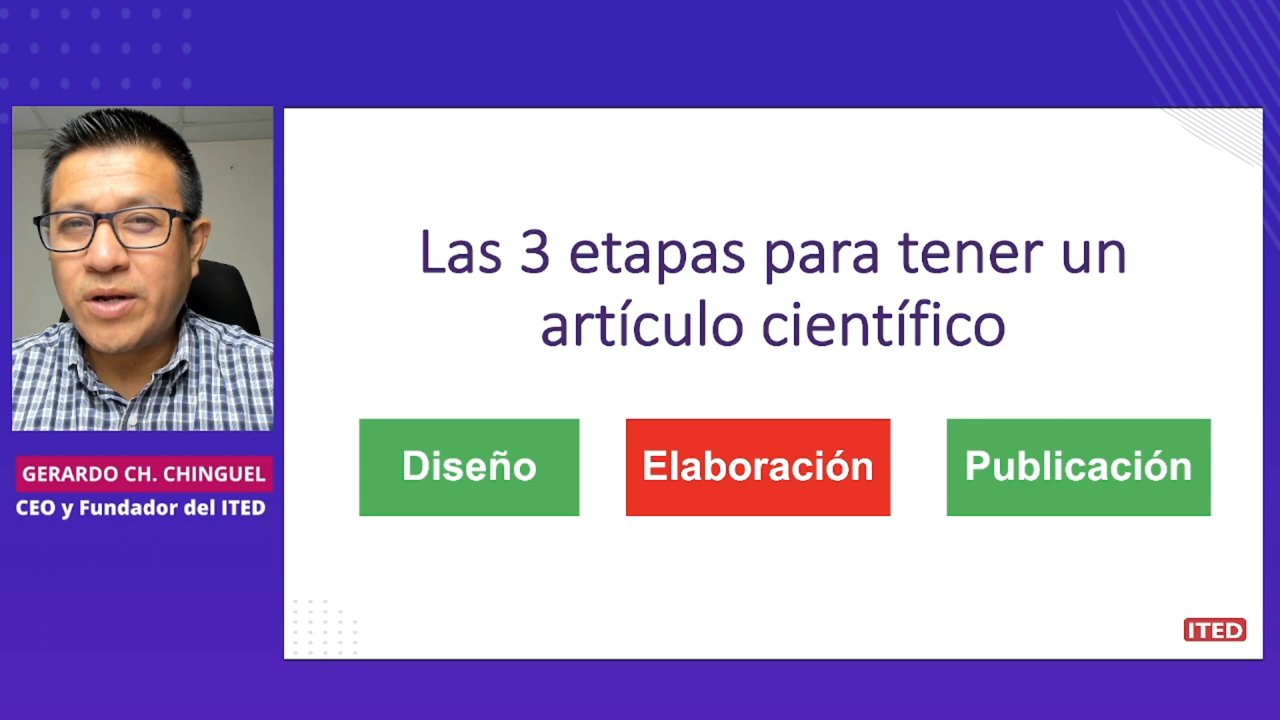 GERARDO CH. CHINGUEL
CEO y Fundador del ITED
Las 3 etapas para tener un
artículo científico
Diseño
Elaboración
Publicación
ITED